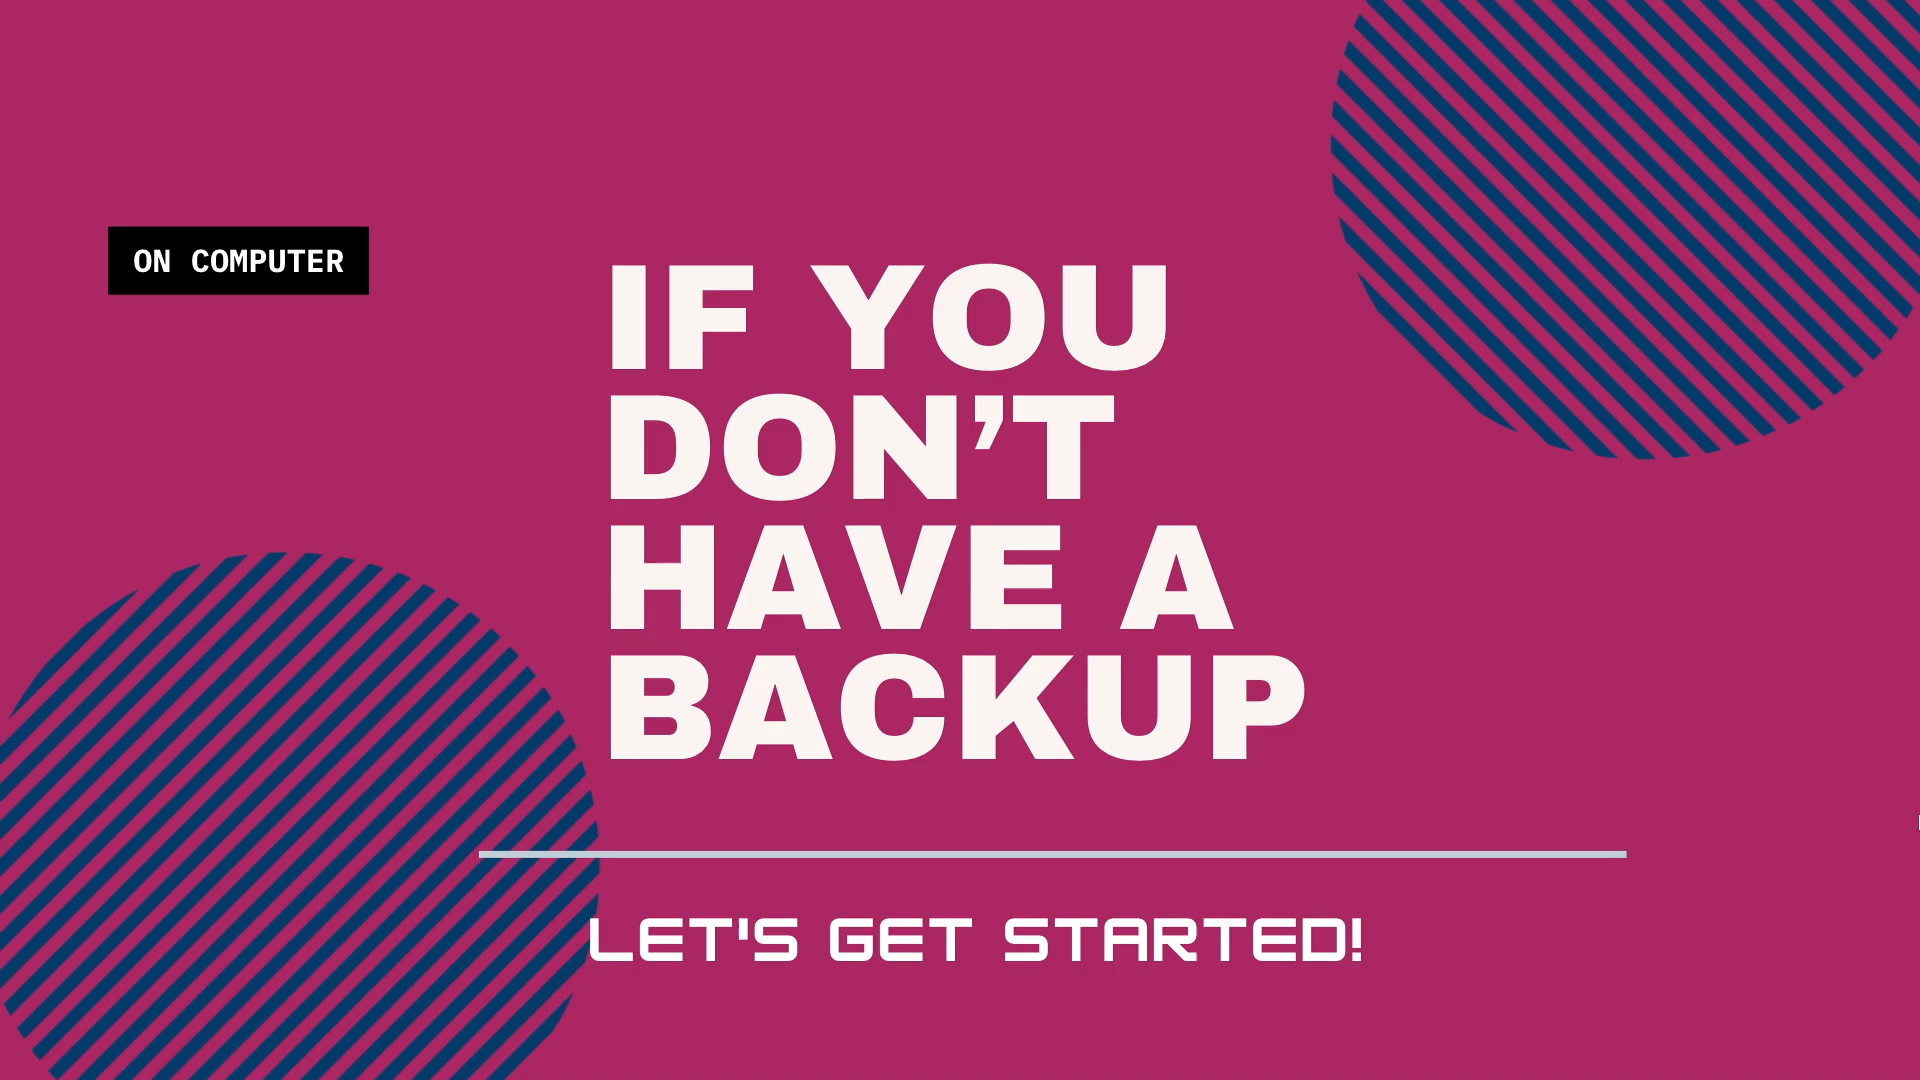 ON COMPUTER
IF YOU
DON’T
HAVE A
BACKUP
LET'S GET STARTED!